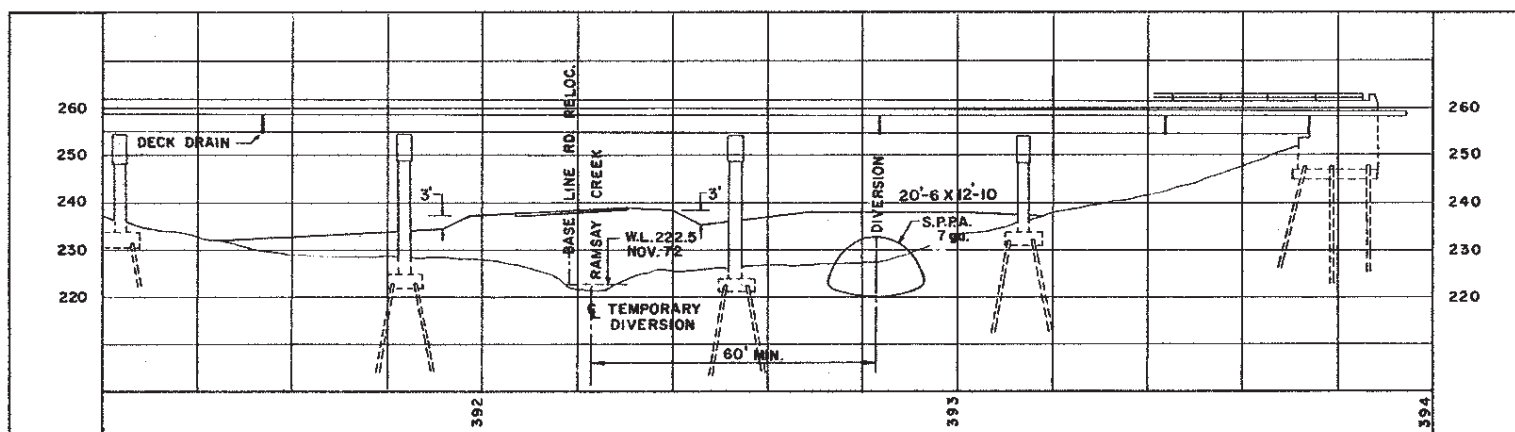 260
250
240
230
220
DECK DRAIN
3'
BASE LINE RD. RELOC.
RAMSAY CREEK
W.L. 222.5
NOV. 72
3'
DIVERSION
20'-6 X 12'-10
S.P.P.A.
7 ga.
℄ TEMPORARY
DIVERSION
60' MIN.
260
250
240
230
220
392
393
394